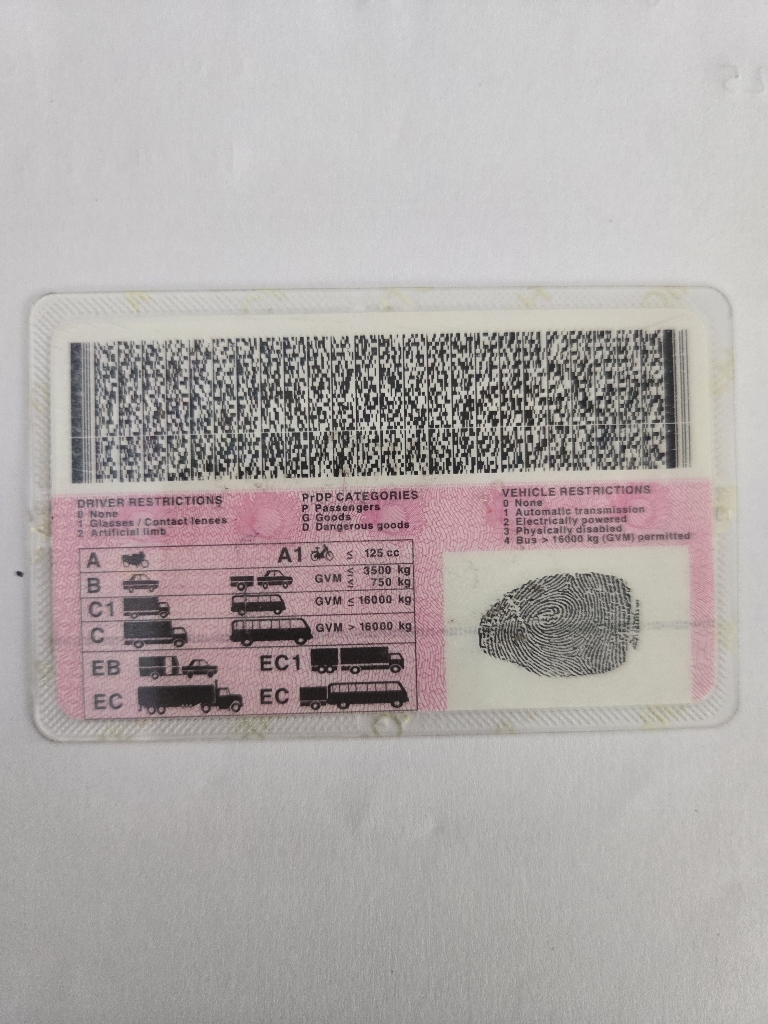 DRIVER RESTRICTIONS
0 None
1 Glasses / Contact lenses
2 Artificial limb
PrDP CATEGORIES
P Passengers
G Goods
D Dangerous goods
VEHICLE RESTRICTIONS
0 None
1 Automatic transmission
2 Electrically powered
3 Physically disabled
4 Bus > 16000 kg (GVM) permitted
A A1 ≤ 125 cc
B GVM ≤ 3500 kg
≤ 750 kg
C1 GVM ≤ 16000 kg
C GVM > 16000 kg
EB EC1
EC EC